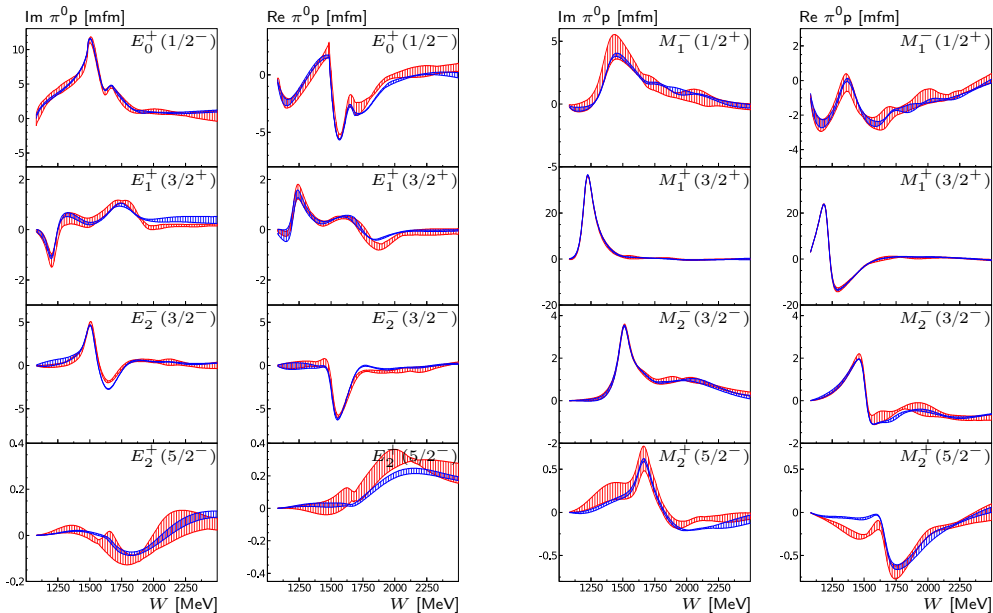 Im π⁰p [mfm] Re π⁰p [mfm] Im π⁰p [mfm] Re π⁰p [mfm]
E₀⁺(1/2⁻) E₀⁺(1/2⁻) M₁⁻(1/2⁺) M₁⁻(1/2⁺)
10 5 0 -5
0 -5
5 0 -5
2 0 -2 -4
E₁⁺(3/2⁺) E₁⁺(3/2⁺) M₁⁺(3/2⁺) M₁⁺(3/2⁺)
2 0 -2
2 0 -2
40 20 0 -20
20 0 -20
E₂⁻(3/2⁻) E₂⁻(3/2⁻) M₂⁻(3/2⁻) M₂⁻(3/2⁻)
5 0 -5
0 -5
4 2 0 -2
4 2 0 -2
E₂⁺(5/2⁻) E₂⁺(5/2⁻) M₂⁺(5/2⁻) M₂⁺(5/2⁻)
0.4 0.2 0 -0.2
0.4 0.2 0 -0.2 -0.4
0.5 0 -0.5
0.5 0 -0.5
1250 1500 1750 2000 2250 1250 1500 1750 2000 2250 1250 1500 1750 2000 2250 1250 1500 1750 2000 2250
W [MeV] W [MeV] W [MeV] W [MeV]